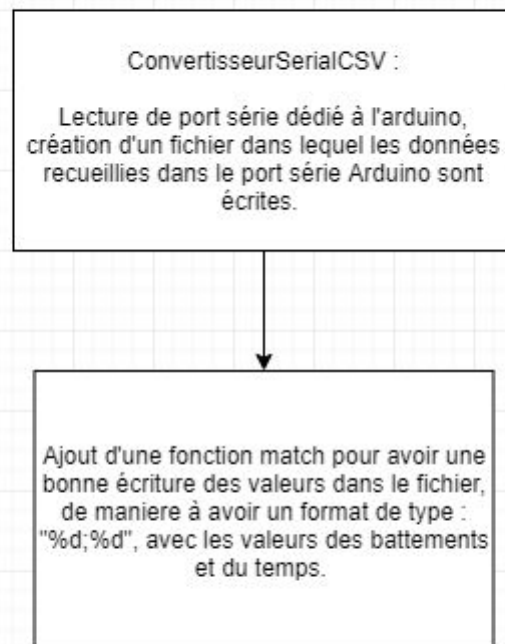 ConvertisseurSerialCSV :
Lecture de port série dédié à l'arduino,
création d'un fichier dans lequel les données
recueillies dans le port série Arduino sont
écrites.
Ajout d'une fonction match pour avoir une
bonne écriture des valeurs dans le fichier,
de maniere à avoir un format de type :
"%d;%d", avec les valeurs des battements
et du temps.